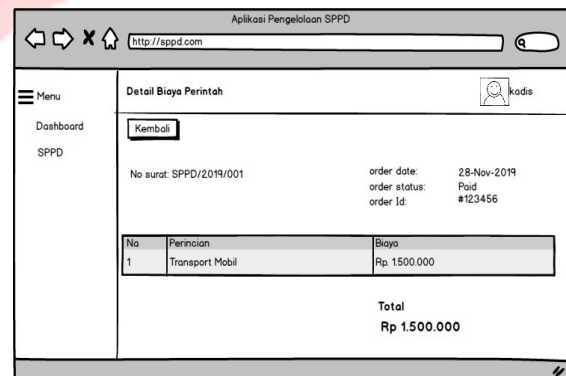 Aplikasi Pengelolaan SPPD
http://sppd.com
Menu
Dashboard
SPPD
Detail Biaya Perintah
kadis
Kembali
No surat: SPPD/2019/001
order date: 28-Nov-2019
order status: Paid
order Id: #123456
No Perincian Biaya
1 Transport Mobil Rp. 1.500.000
Total
Rp 1.500.000